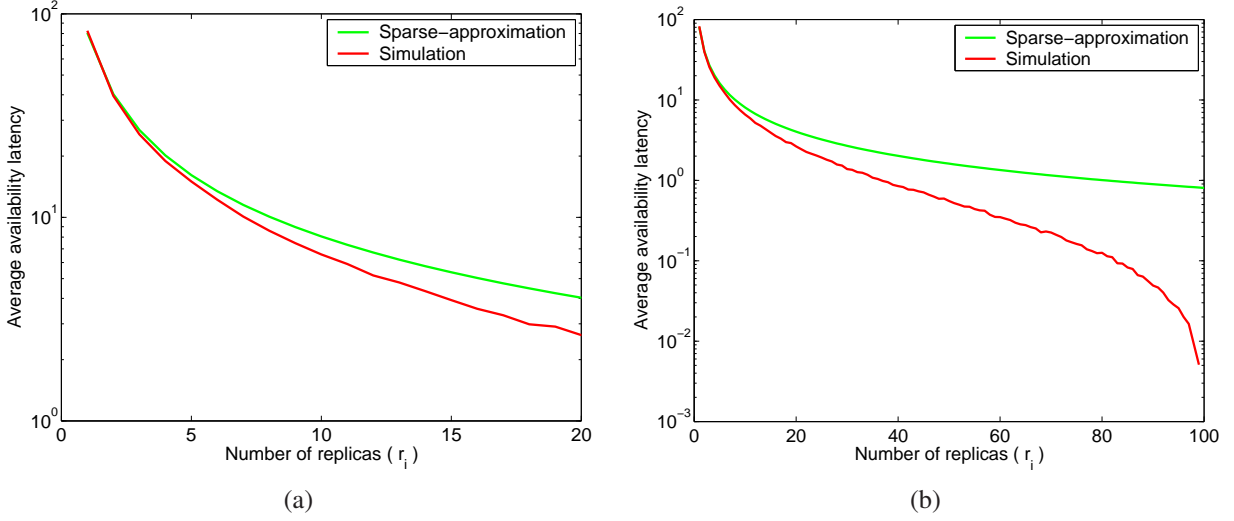 10^2
Sparse−approximation
Simulation
Average availability latency
10^1
10^0
0
5
10
15
20
Number of replicas ( r_i )
(a)
10^2
Sparse−approximation
Simulation
Average availability latency
10^1
10^0
10^−1
10^−2
10^−3
0
20
40
60
80
100
Number of replicas ( r_i )
(b)